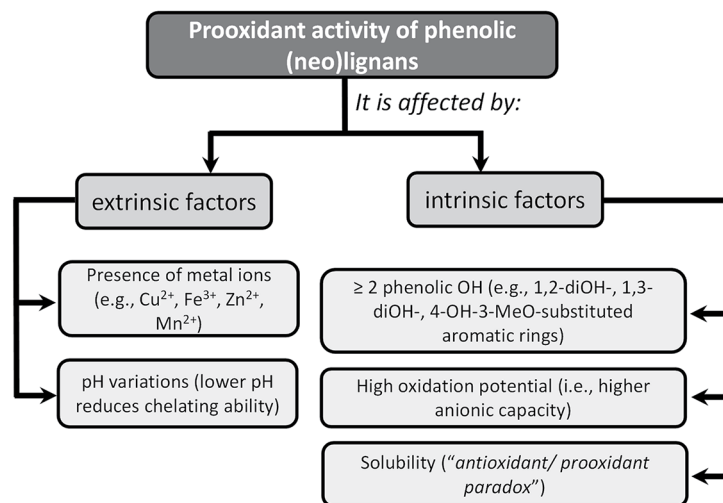 Prooxidant activity of phenolic
(neo)lignans
It is affected by:
extrinsic factors
intrinsic factors
Presence of metal ions
(e.g., Cu²⁺, Fe³⁺, Zn²⁺,
Mn²⁺)
pH variations (lower pH
reduces chelating ability)
≥ 2 phenolic OH (e.g., 1,2-diOH-, 1,3-
diOH-, 4-OH-3-MeO-substituted
aromatic rings)
High oxidation potential (i.e., higher
anionic capacity)
Solubility (“antioxidant/ prooxidant
paradox”)